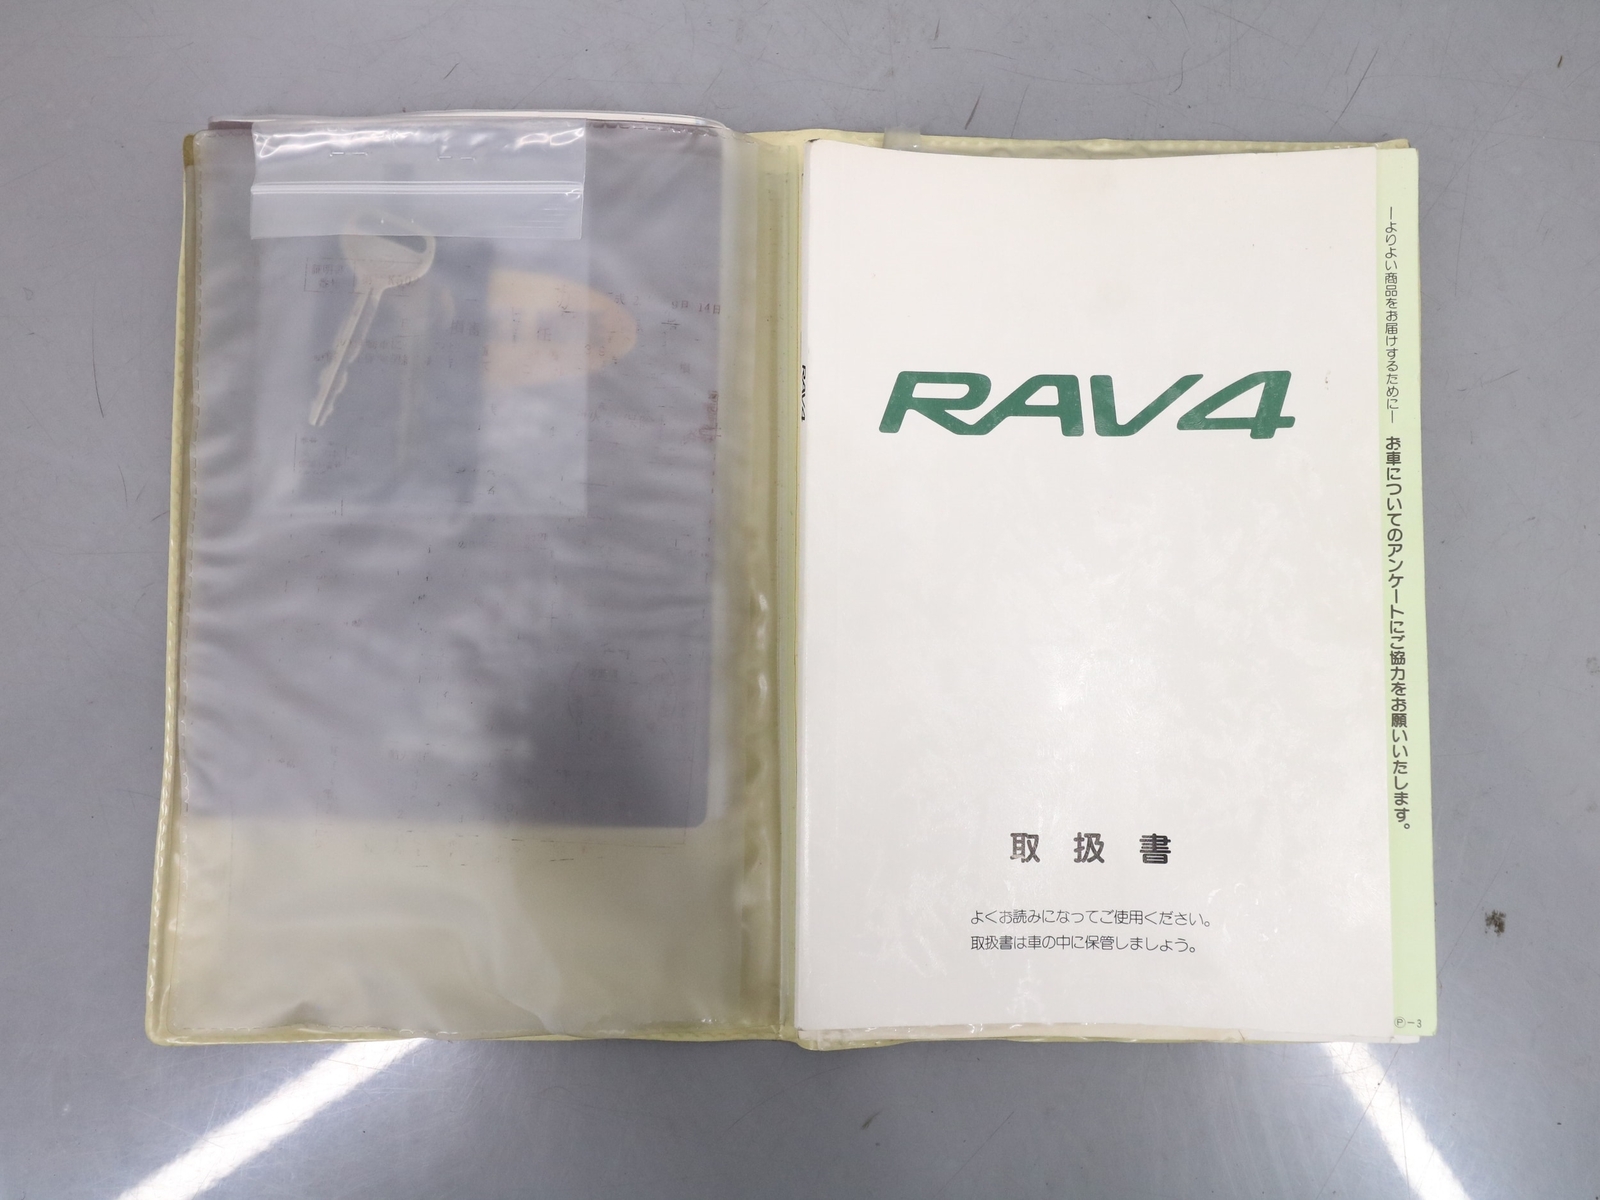 RAV4
RAV4
取扱書
よくお読みになってご使用ください。
取扱書は車の中に保管しましょう。
―よりよい商品をお届けするために― お車についてのアンケートにご協力をお願いいたします。
Ⓟ−3